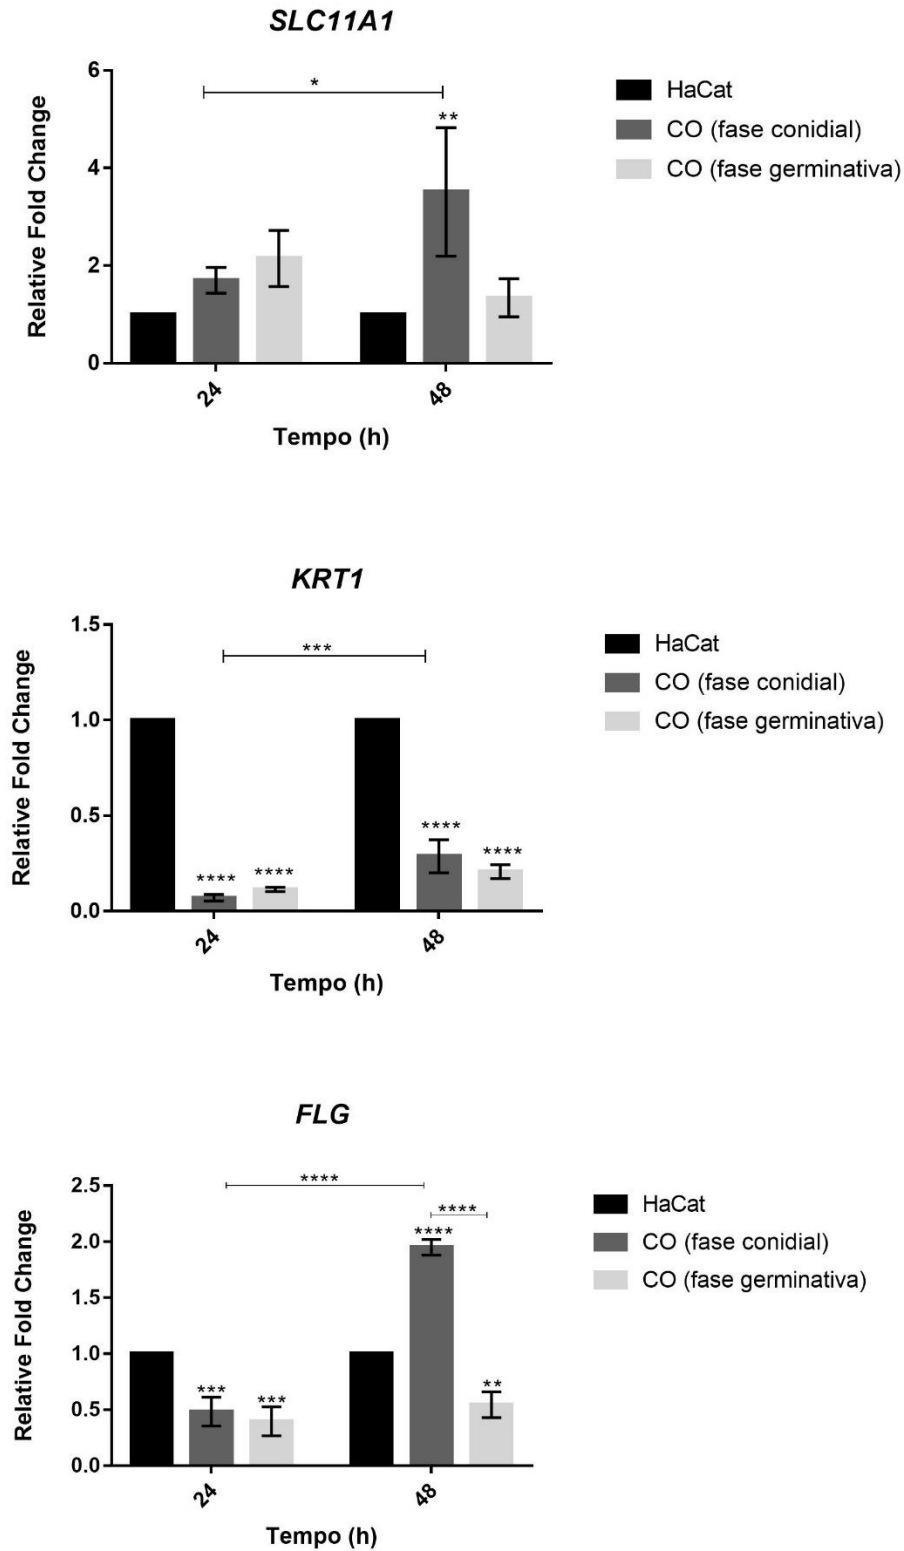 SLC11A1
Relative Fold Change
6
4
2
0
*
**
24
48
Tempo (h)
HaCat
CO (fase conidial)
CO (fase germinativa)
KRT1
Relative Fold Change
1.5
1.0
0.5
0.0
***
****
****
****
****
24
48
Tempo (h)
HaCat
CO (fase conidial)
CO (fase germinativa)
FLG
Relative Fold Change
2.5
2.0
1.5
1.0
0.5
0.0
****
****
****
***
***
**
24
48
Tempo (h)
HaCat
CO (fase conidial)
CO (fase germinativa)